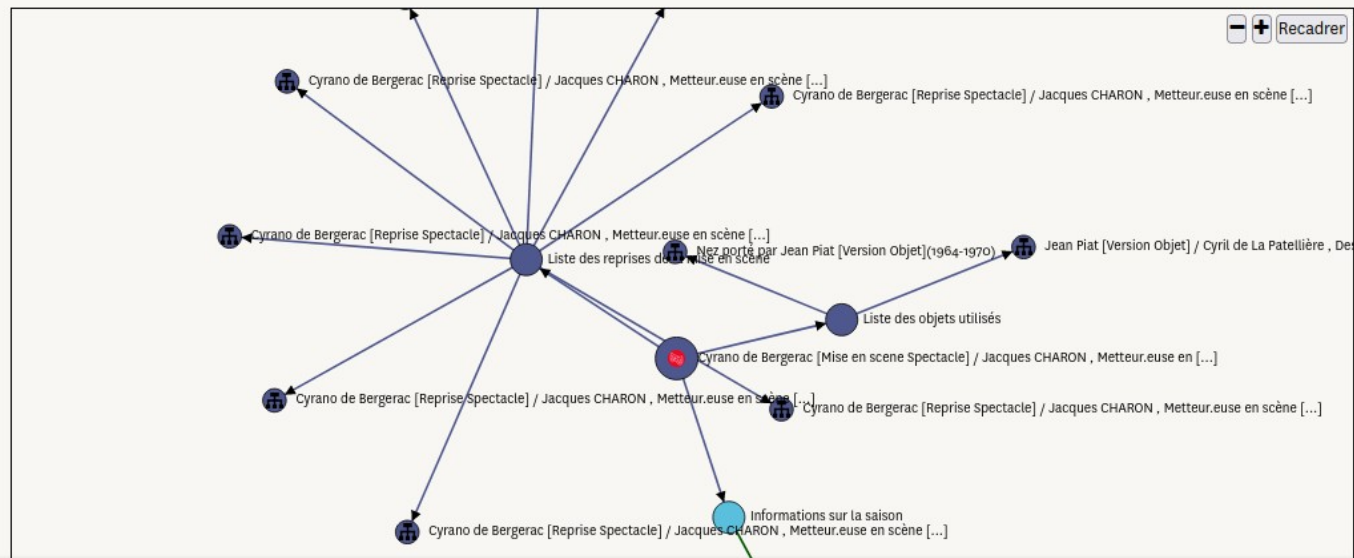 − + Recadrer
Cyrano de Bergerac [Reprise Spectacle] / Jacques CHARON , Metteur.euse en scène [...]
Cyrano de Bergerac [Reprise Spectacle] / Jacques CHARON , Metteur.euse en scène [...]
Cyrano de Bergerac [Reprise Spectacle] / Jacques CHARON , Metteur.euse en scène [...]
Nez porté par Jean Piat [Version Objet](1964-1970)
Jean Piat [Version Objet] / Cyril de La Patellière , Des
Liste des reprises de la mise en scène
Liste des objets utilisés
Cyrano de Bergerac [Mise en scene Spectacle] / Jacques CHARON , Metteur.euse en [...]
Cyrano de Bergerac [Reprise Spectacle] / Jacques CHARON , Metteur.euse en scène [...]
Cyrano de Bergerac [Reprise Spectacle] / Jacques CHARON , Metteur.euse en scène [...]
Informations sur la saison
Cyrano de Bergerac [Reprise Spectacle] / Jacques CHARON , Metteur.euse en scène [...]